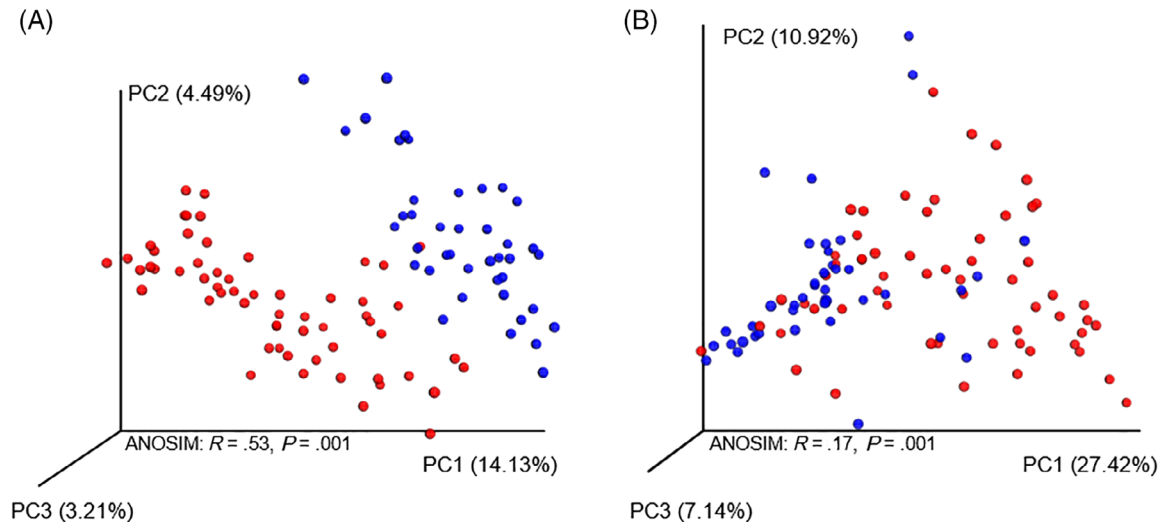 (A)
PC2 (4.49%)
ANOSIM: R = .53, P = .001
PC1 (14.13%)
PC3 (3.21%)
(B)
PC2 (10.92%)
ANOSIM: R = .17, P = .001
PC1 (27.42%)
PC3 (7.14%)